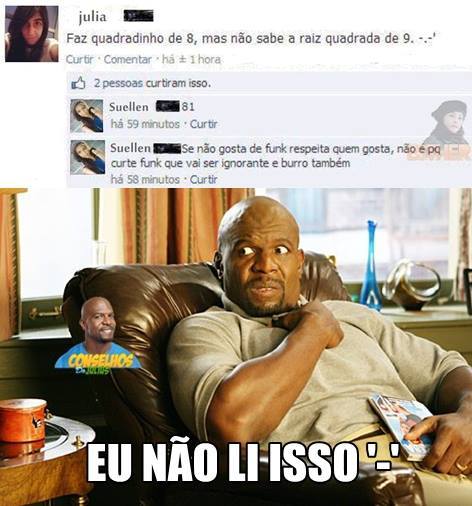 julia
Faz quadradinho de 8, mas não sabe a raiz quadrada de 9. -.-'
Curtir · Comentar · há ± 1 hora
2 pessoas curtiram isso.
Suellen 81
há 59 minutos · Curtir
Suellen Se não gosta de funk respeita quem gosta, não é pq
curte funk que vai ser ignorante e burro também
há 58 minutos · Curtir
CONSELHOS
Do JULIUS
EU NÃO LI ISSO '-'